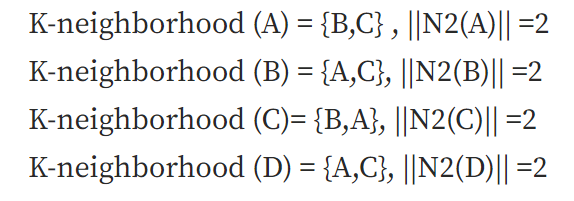 K-neighborhood (A) = {B,C} , ||N2(A)|| =2
K-neighborhood (B) = {A,C}, ||N2(B)|| =2
K-neighborhood (C)= {B,A}, ||N2(C)|| =2
K-neighborhood (D) = {A,C}, ||N2(D)|| =2